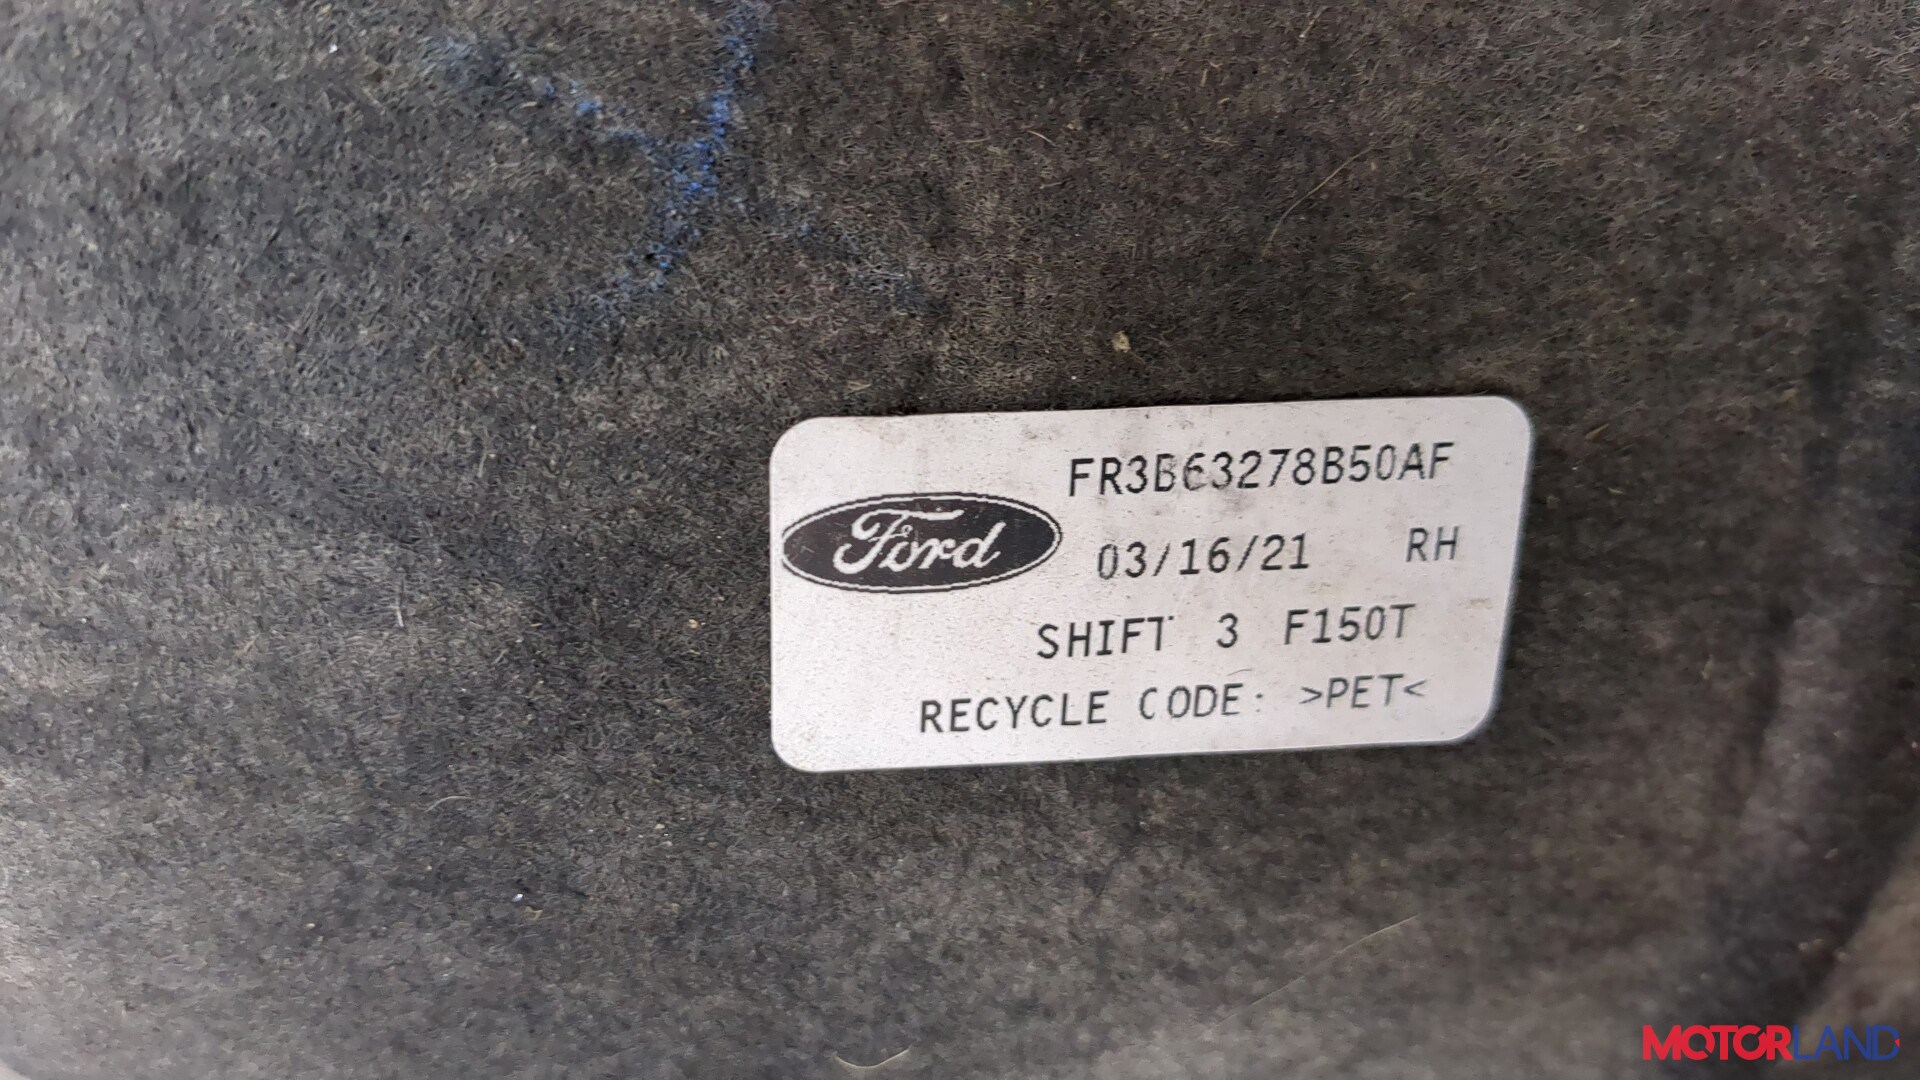 FR3B63278B50AF
Ford
03/16/21 RH
SHIFT 3 F150T
RECYCLE CODE: >PET<
MOTORLAND